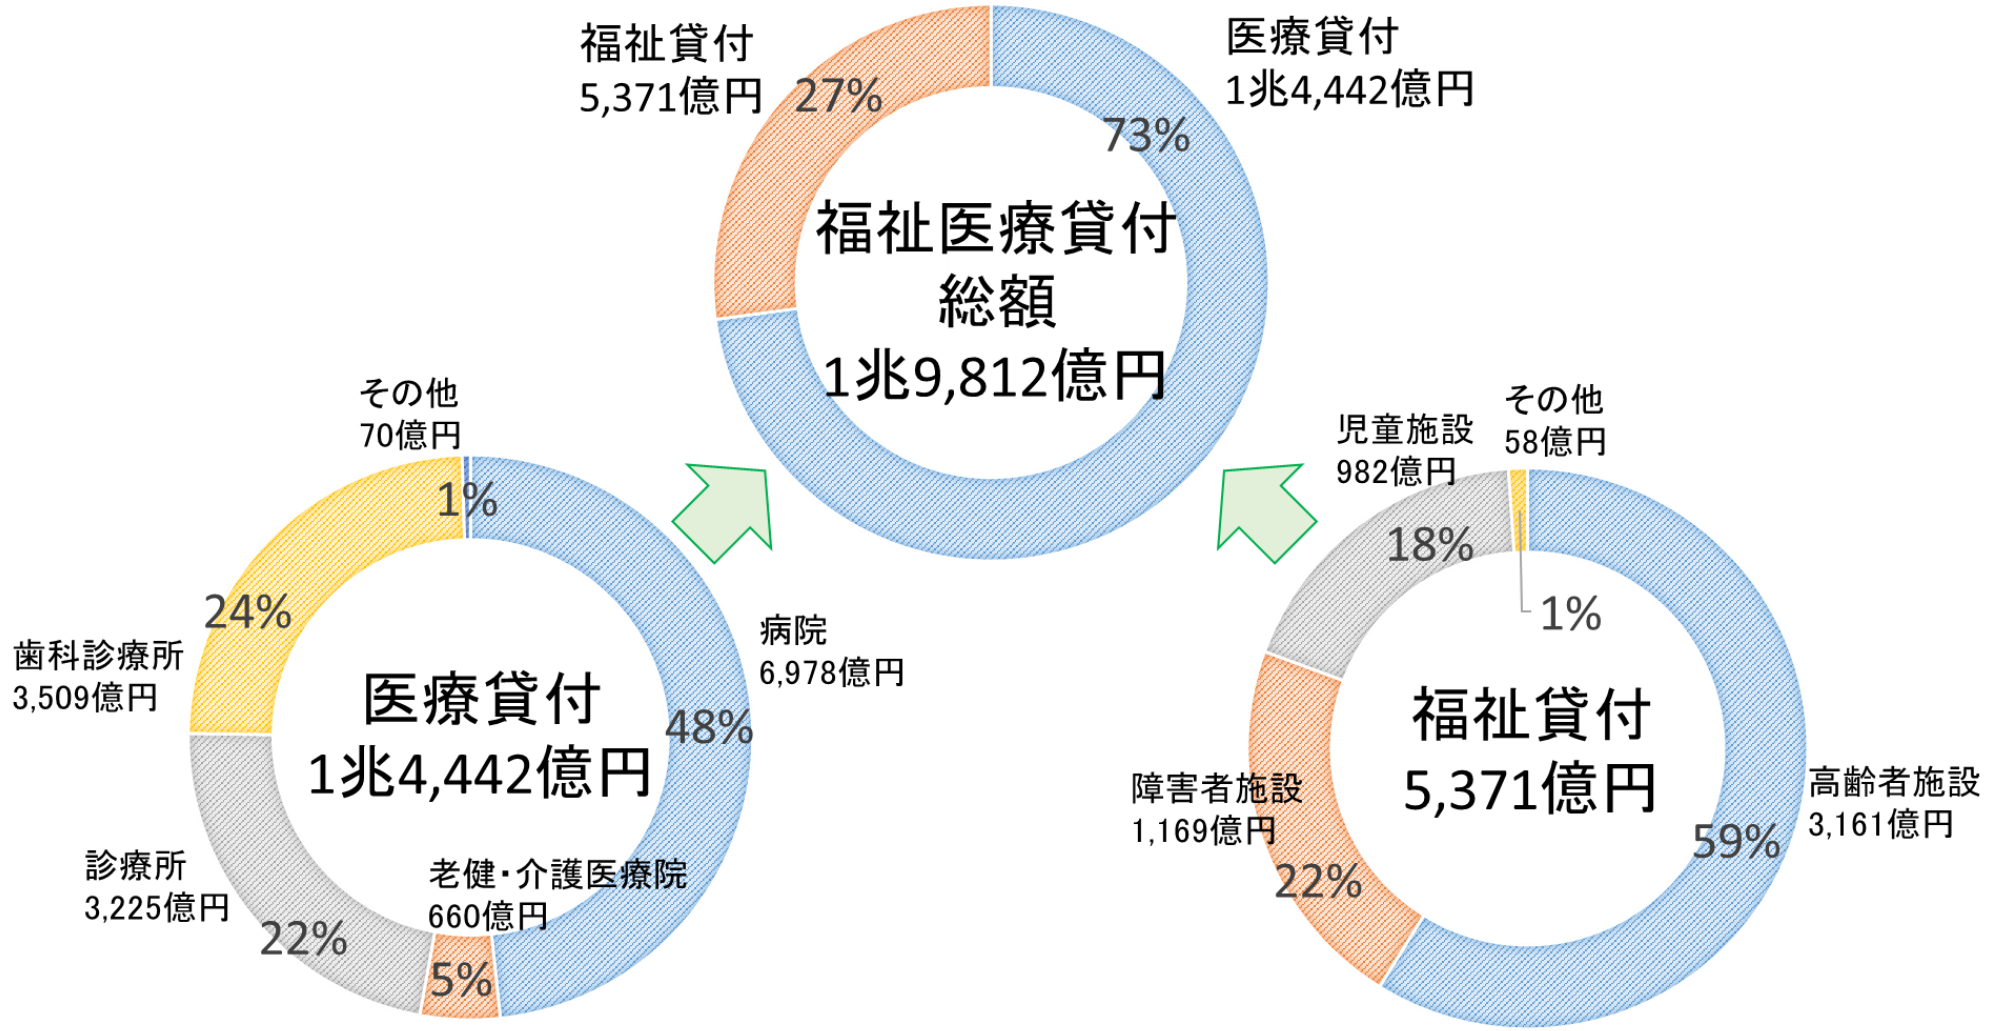 福祉貸付
5,371億円
27%
医療貸付
1兆4,442億円
73%
福祉医療貸付
総額
1兆9,812億円
その他
70億円
1%
24%
歯科診療所
3,509億円
医療貸付
1兆4,442億円
病院
6,978億円
48%
診療所
3,225億円
22%
老健・介護医療院
660億円
5%
児童施設
982億円
その他
58億円
18%
1%
福祉貸付
5,371億円
障害者施設
1,169億円
22%
高齢者施設
3,161億円
59%